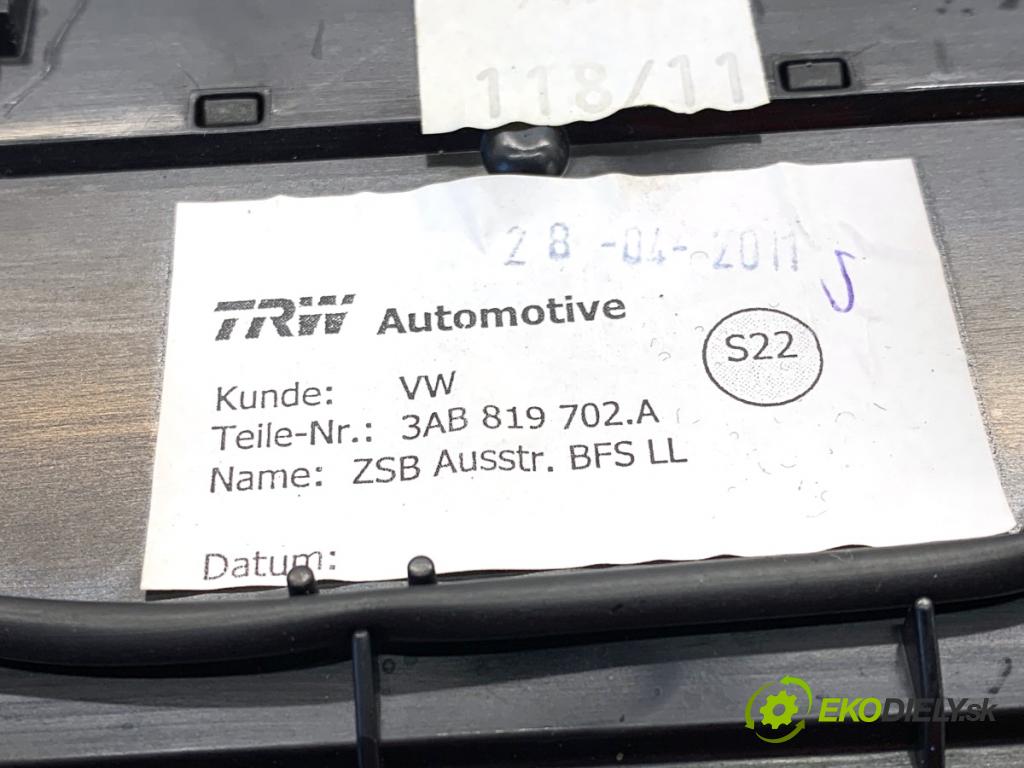 118/11
28-04-2011
TRW Automotive
S22
Kunde: VW
Teile-Nr.: 3AB 819 702.A
Name: ZSB Ausstr. BFS LL
Datum:
EKODIELY.sk